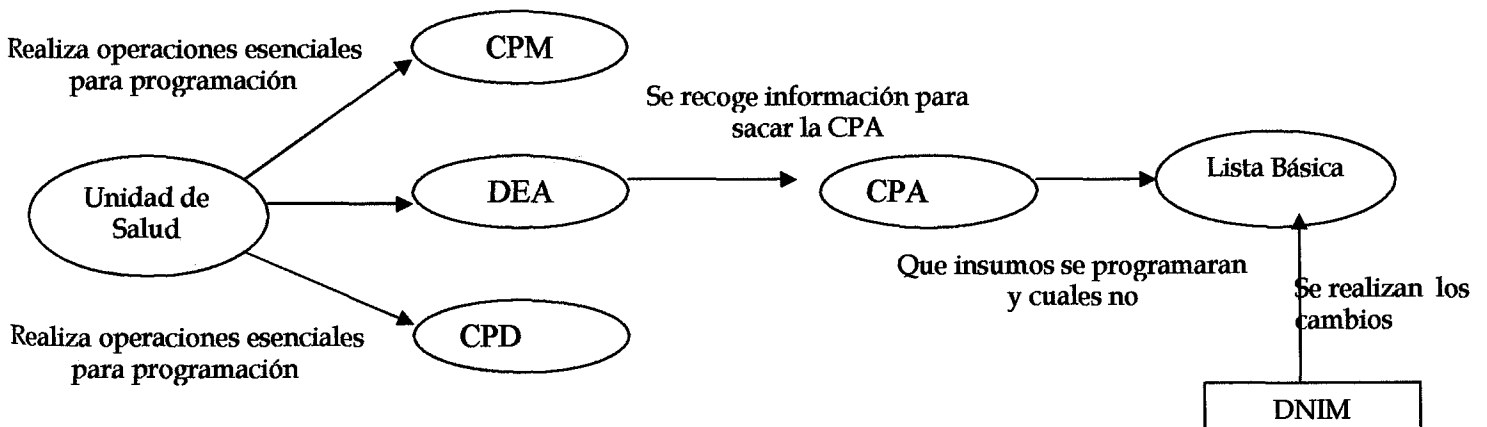 Realiza operaciones esenciales
para programación
CPM
Se recoge información para
sacar la CPA
Unidad de
Salud
DEA
CPA
Lista Básica
Que insumos se programaran
y cuales no
Se realizan los
cambios
Realiza operaciones esenciales
para programación
CPD
DNIM